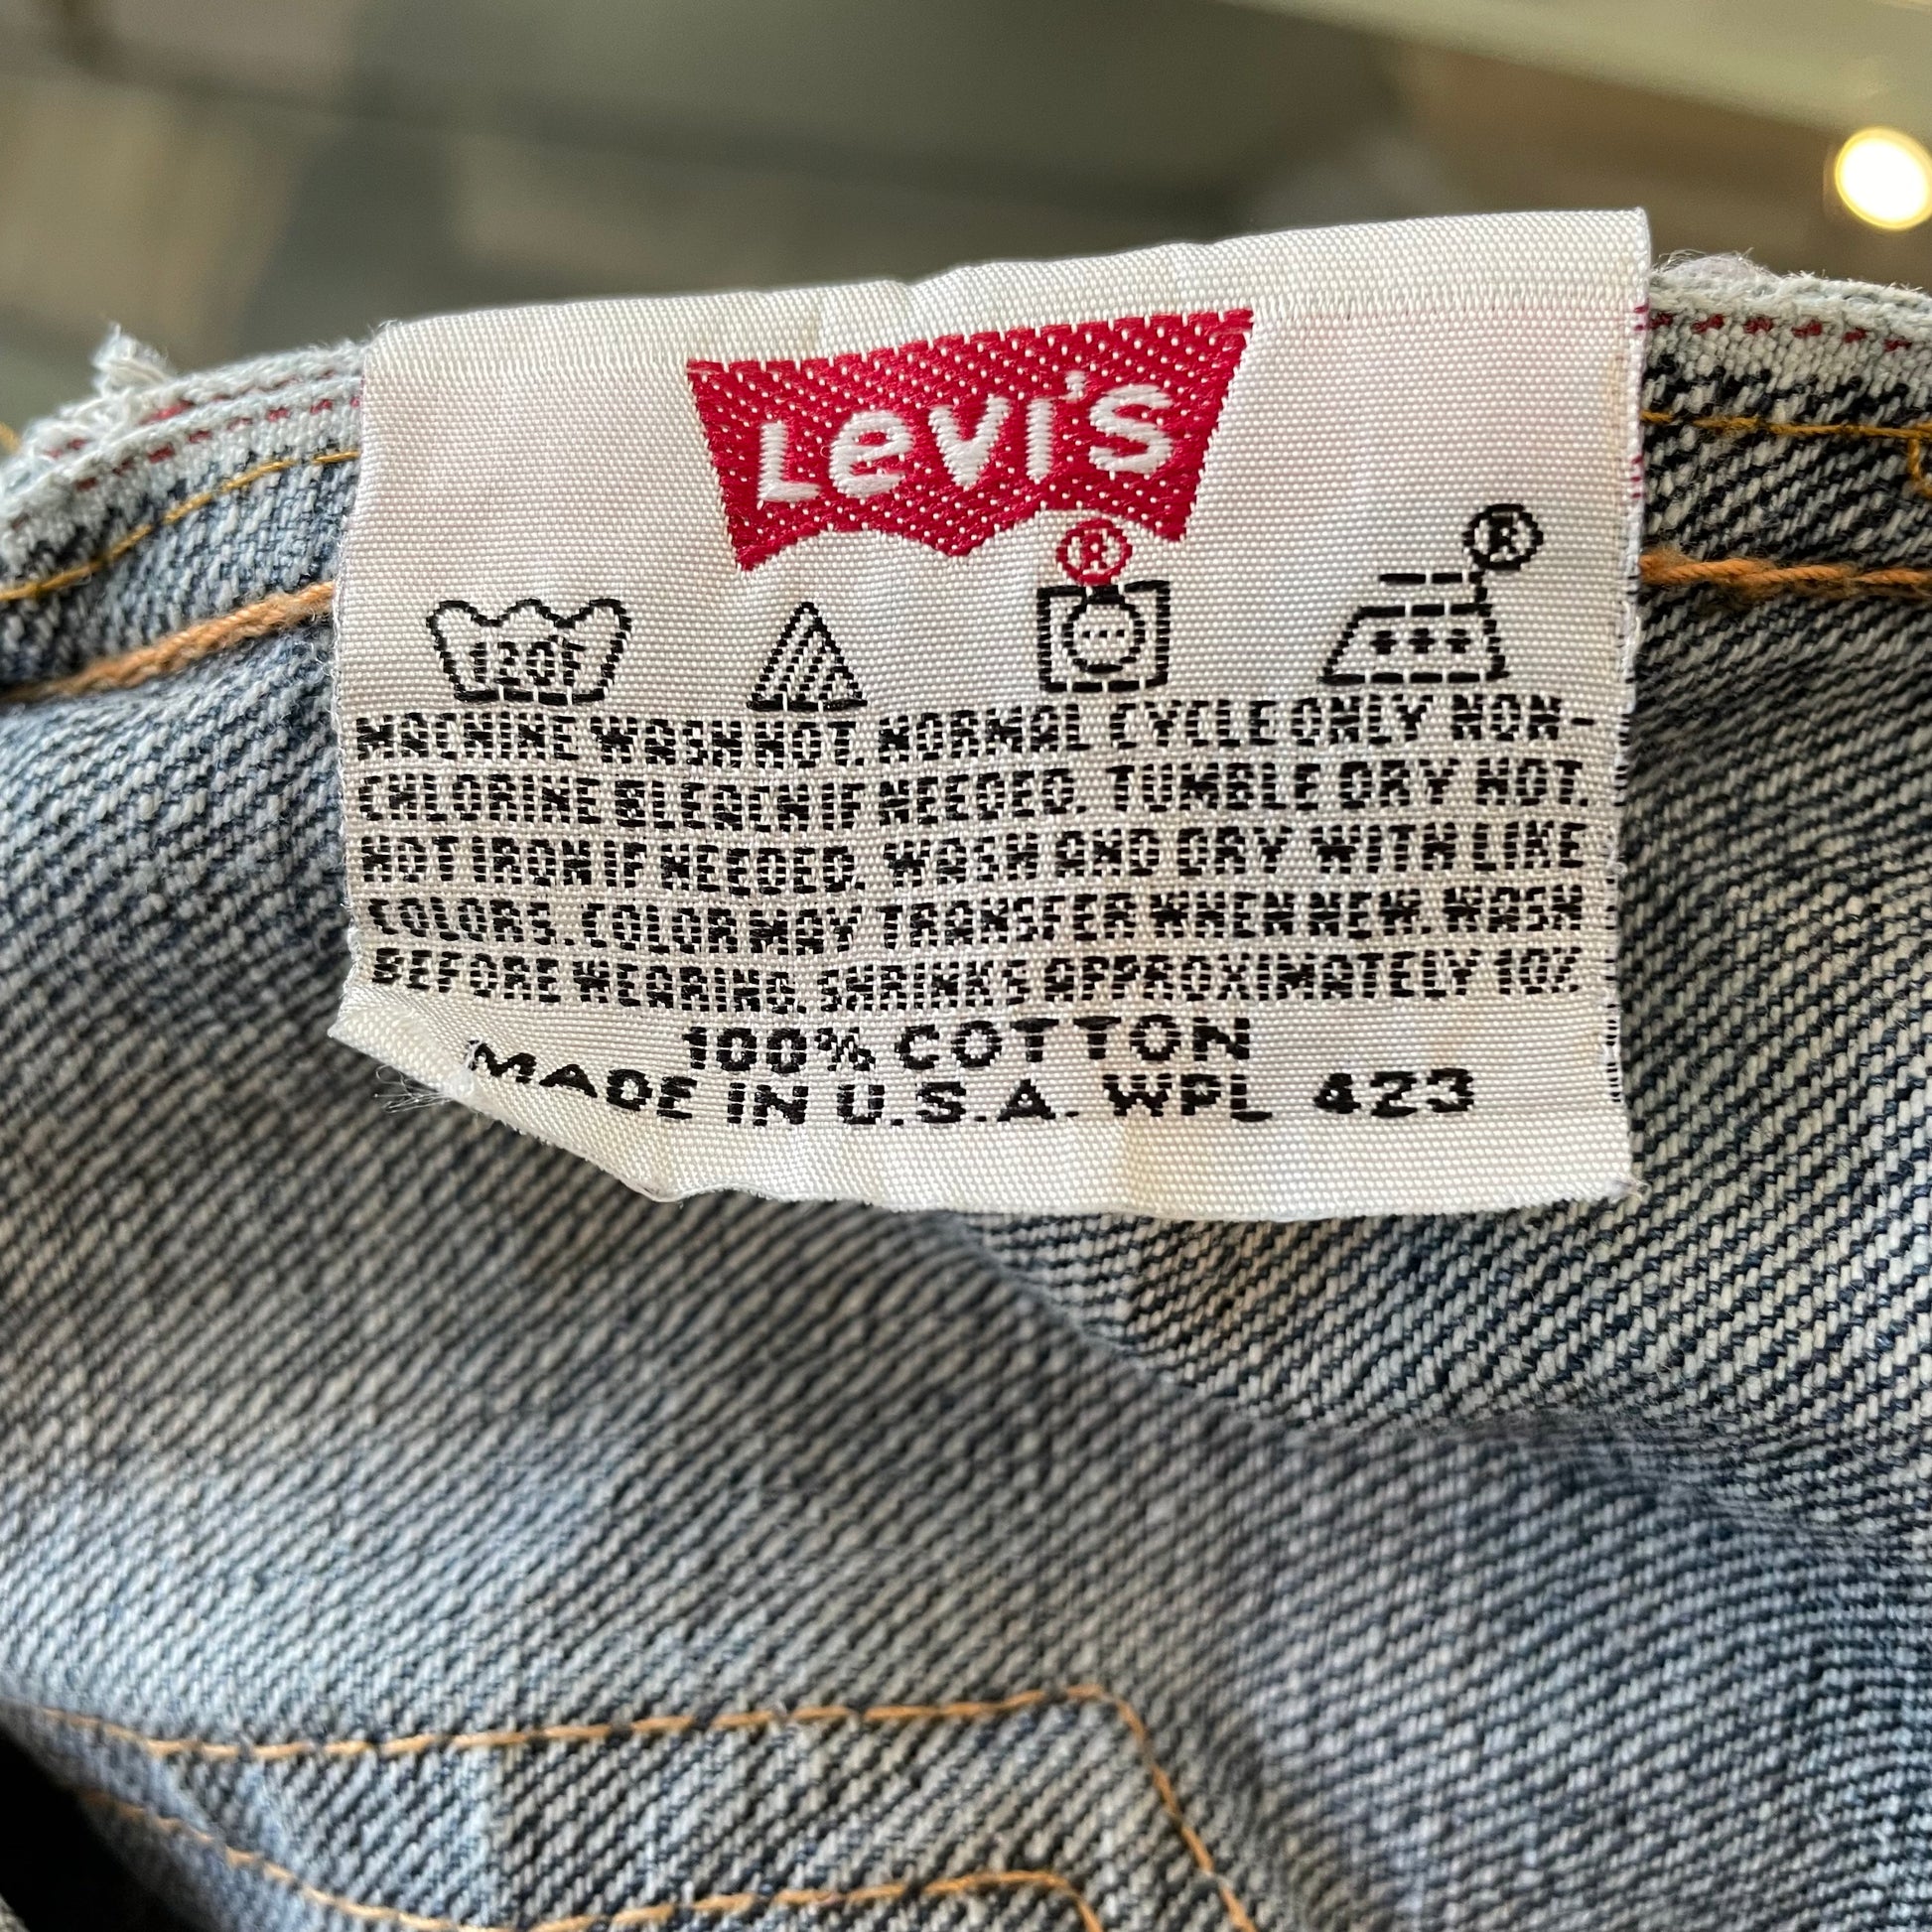 Levi's
®
®
120F
MACHINE WASH HOT. NORMAL CYCLE ONLY NON-
CHLORINE BLEACH IF NEEDED. TUMBLE DRY HOT.
HOT IRON IF NEEDED. WASH AND DRY WITH LIKE
COLORS. COLOR MAY TRANSFER WHEN NEW. WASH
BEFORE WEARING. SHRINKS APPROXIMATELY 10%
100% COTTON
MADE IN U.S.A. WPL 423